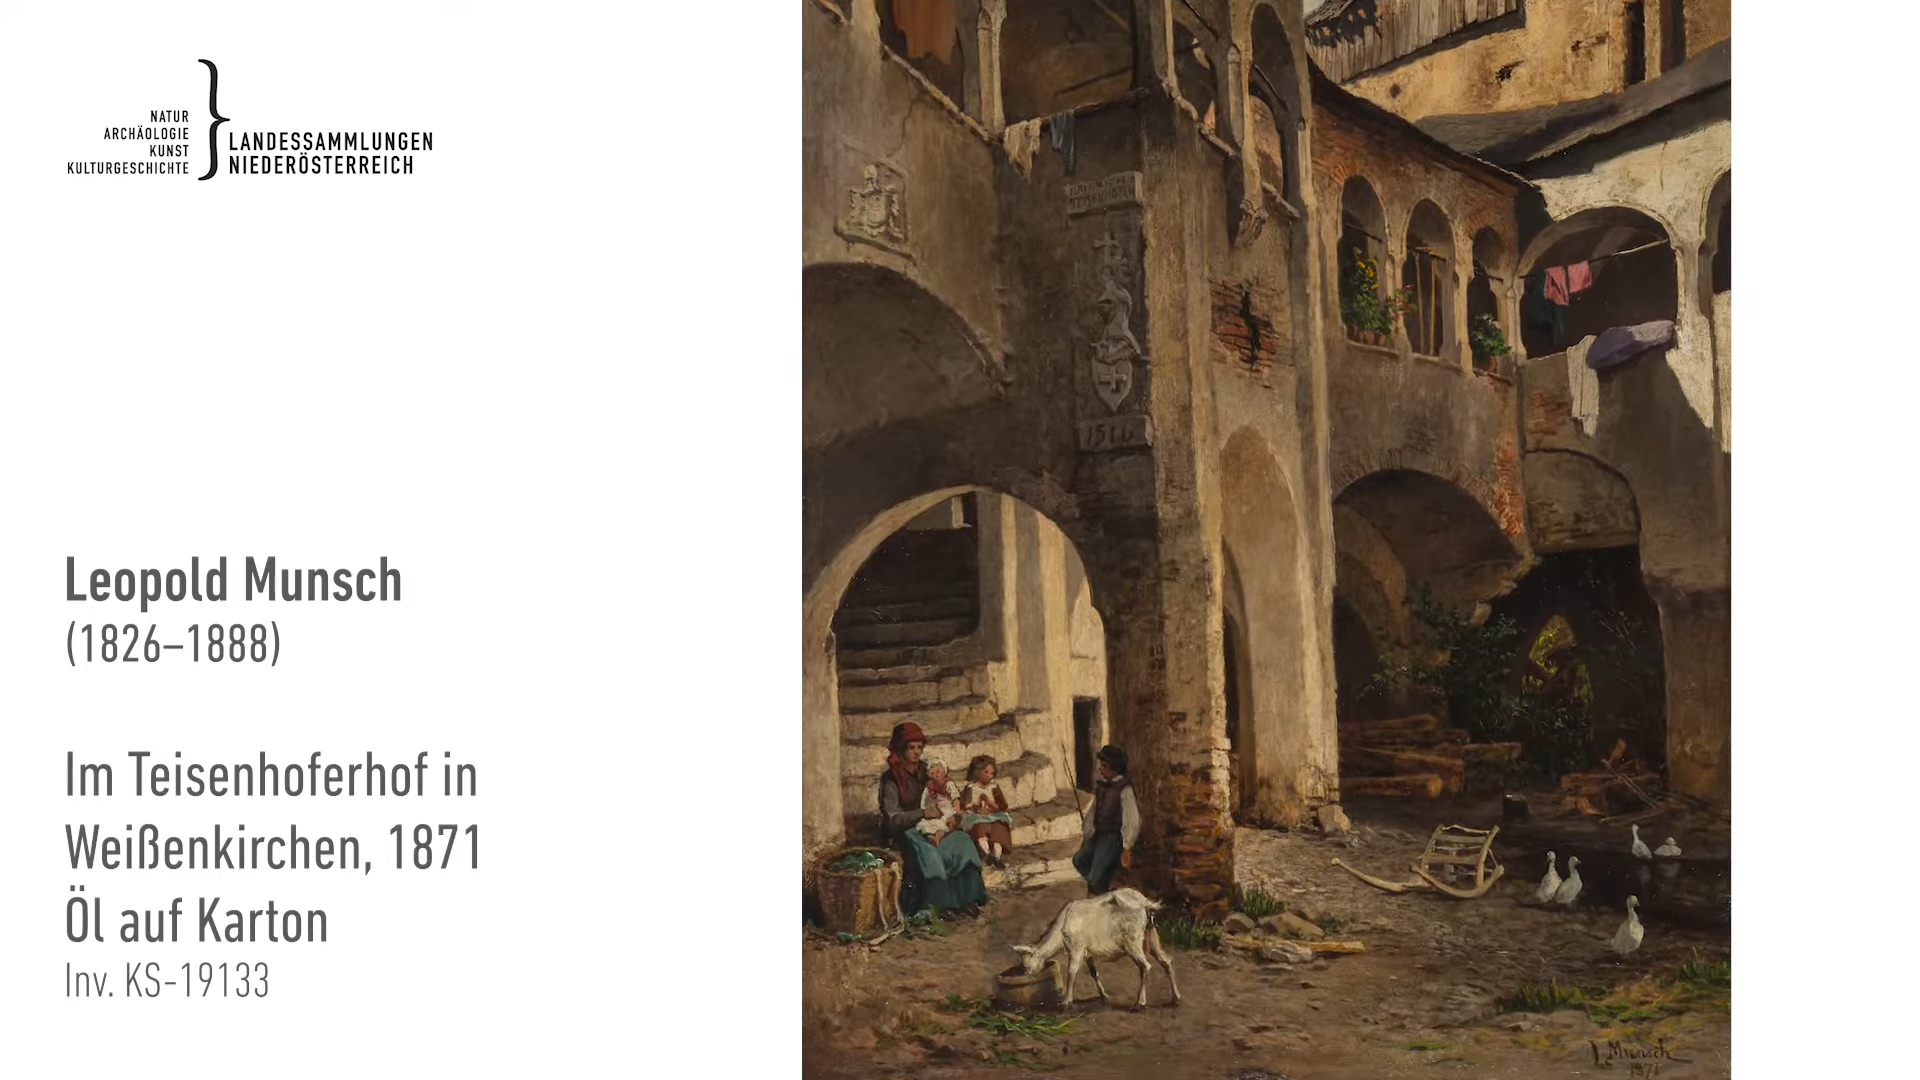 NATUR
ARCHÄOLOGIE
KUNST
KULTURGESCHICHTE
LANDESSAMMLUNGEN
NIEDERÖSTERREICH
Leopold Munsch
(1826–1888)
Im Teisenhoferhof in
Weißenkirchen, 1871
Öl auf Karton
Inv. KS-19133
TEISENHOFER
L Munsch
1871